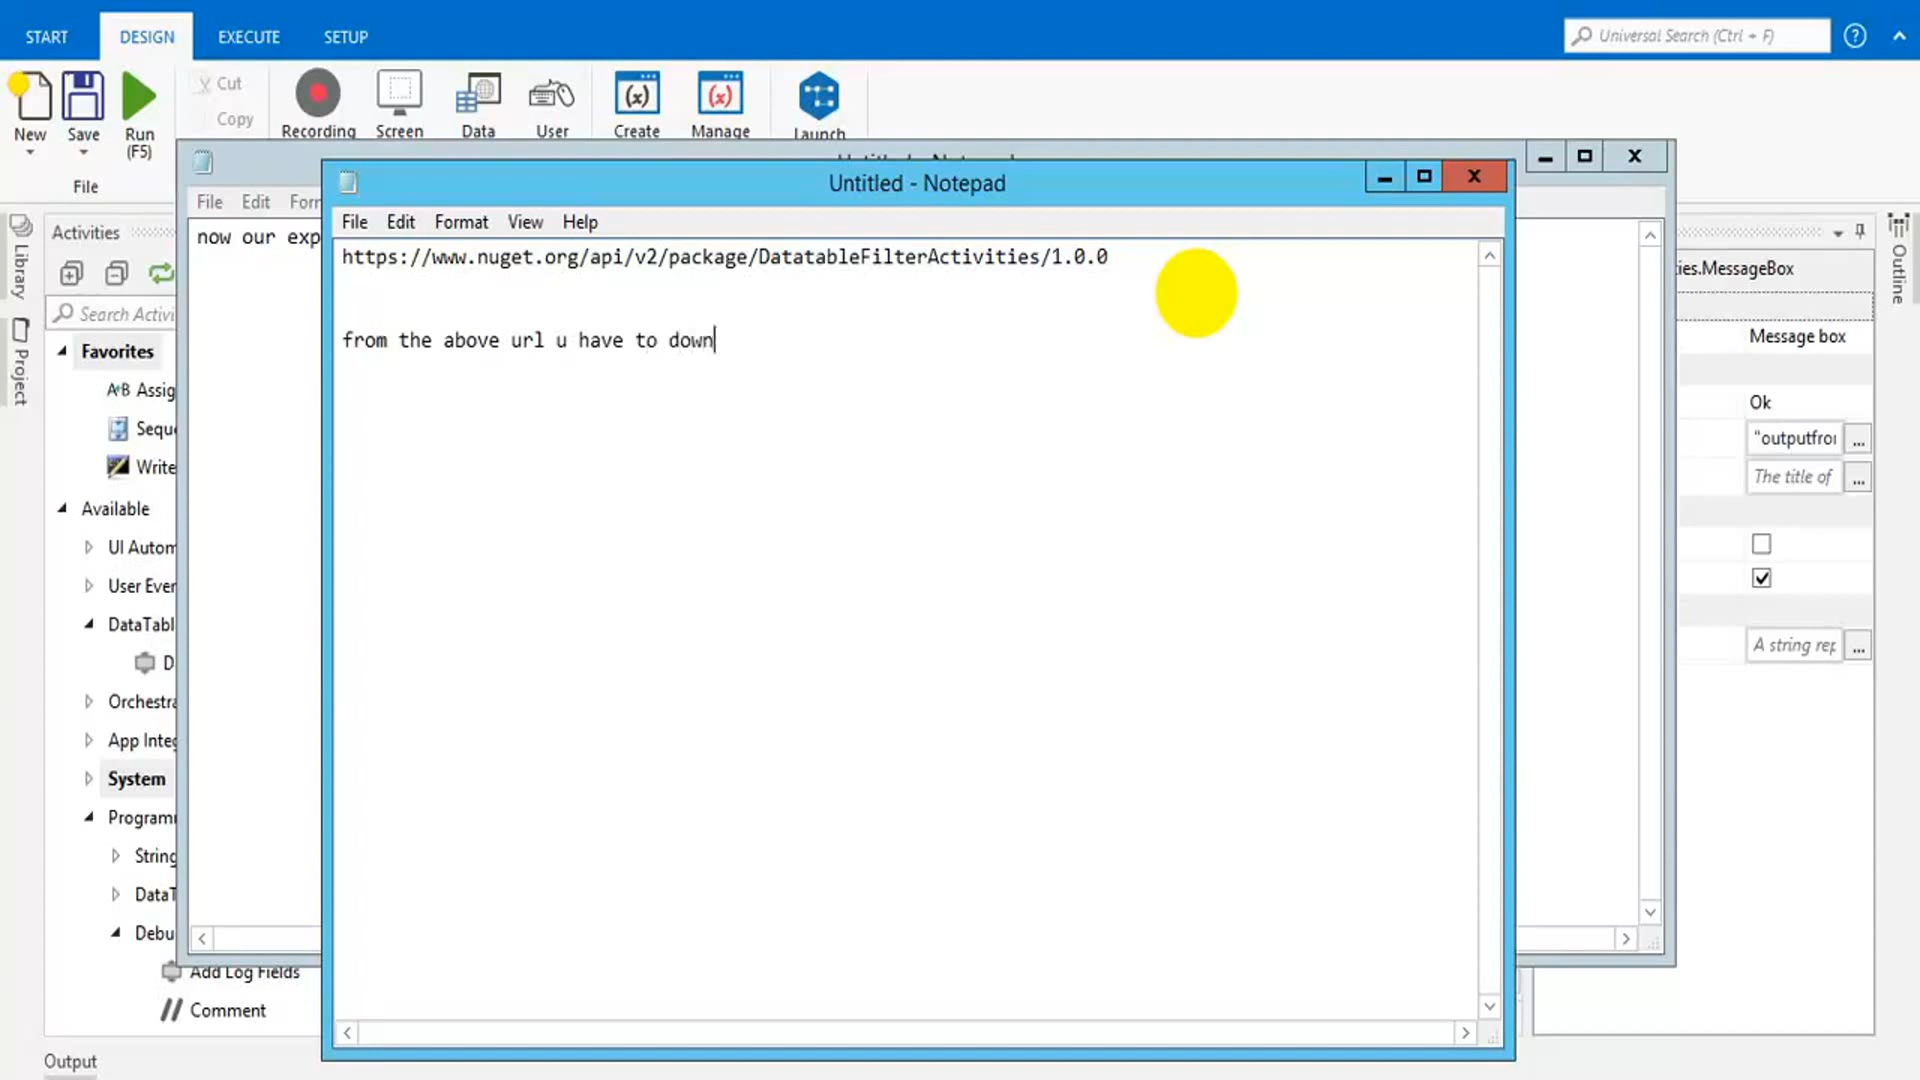 START
DESIGN
EXECUTE
SETUP
Universal Search (Ctrl + F)
New
Save
Run
(F5)
Cut
Copy
Recording
Screen
Data
User
Create
Manage
Launch
File
File Edit Forr
now our exp
Untitled - Notepad
File Edit Format View Help
https://www.nuget.org/api/v2/package/DatatableFilterActivities/1.0.0
from the above url u have to down
Library
Project
Activities
Search Activi
Favorites
A+B Assig
Sequ
Write
Available
UI Autom
User Ever
DataTabl
D
Orchestra
App Integ
System
Programm
String
DataT
Debu
Add Log Fields
Comment
Output
ies.MessageBox
Message box
Ok
"outputfroi
The title of
A string rep
Outline